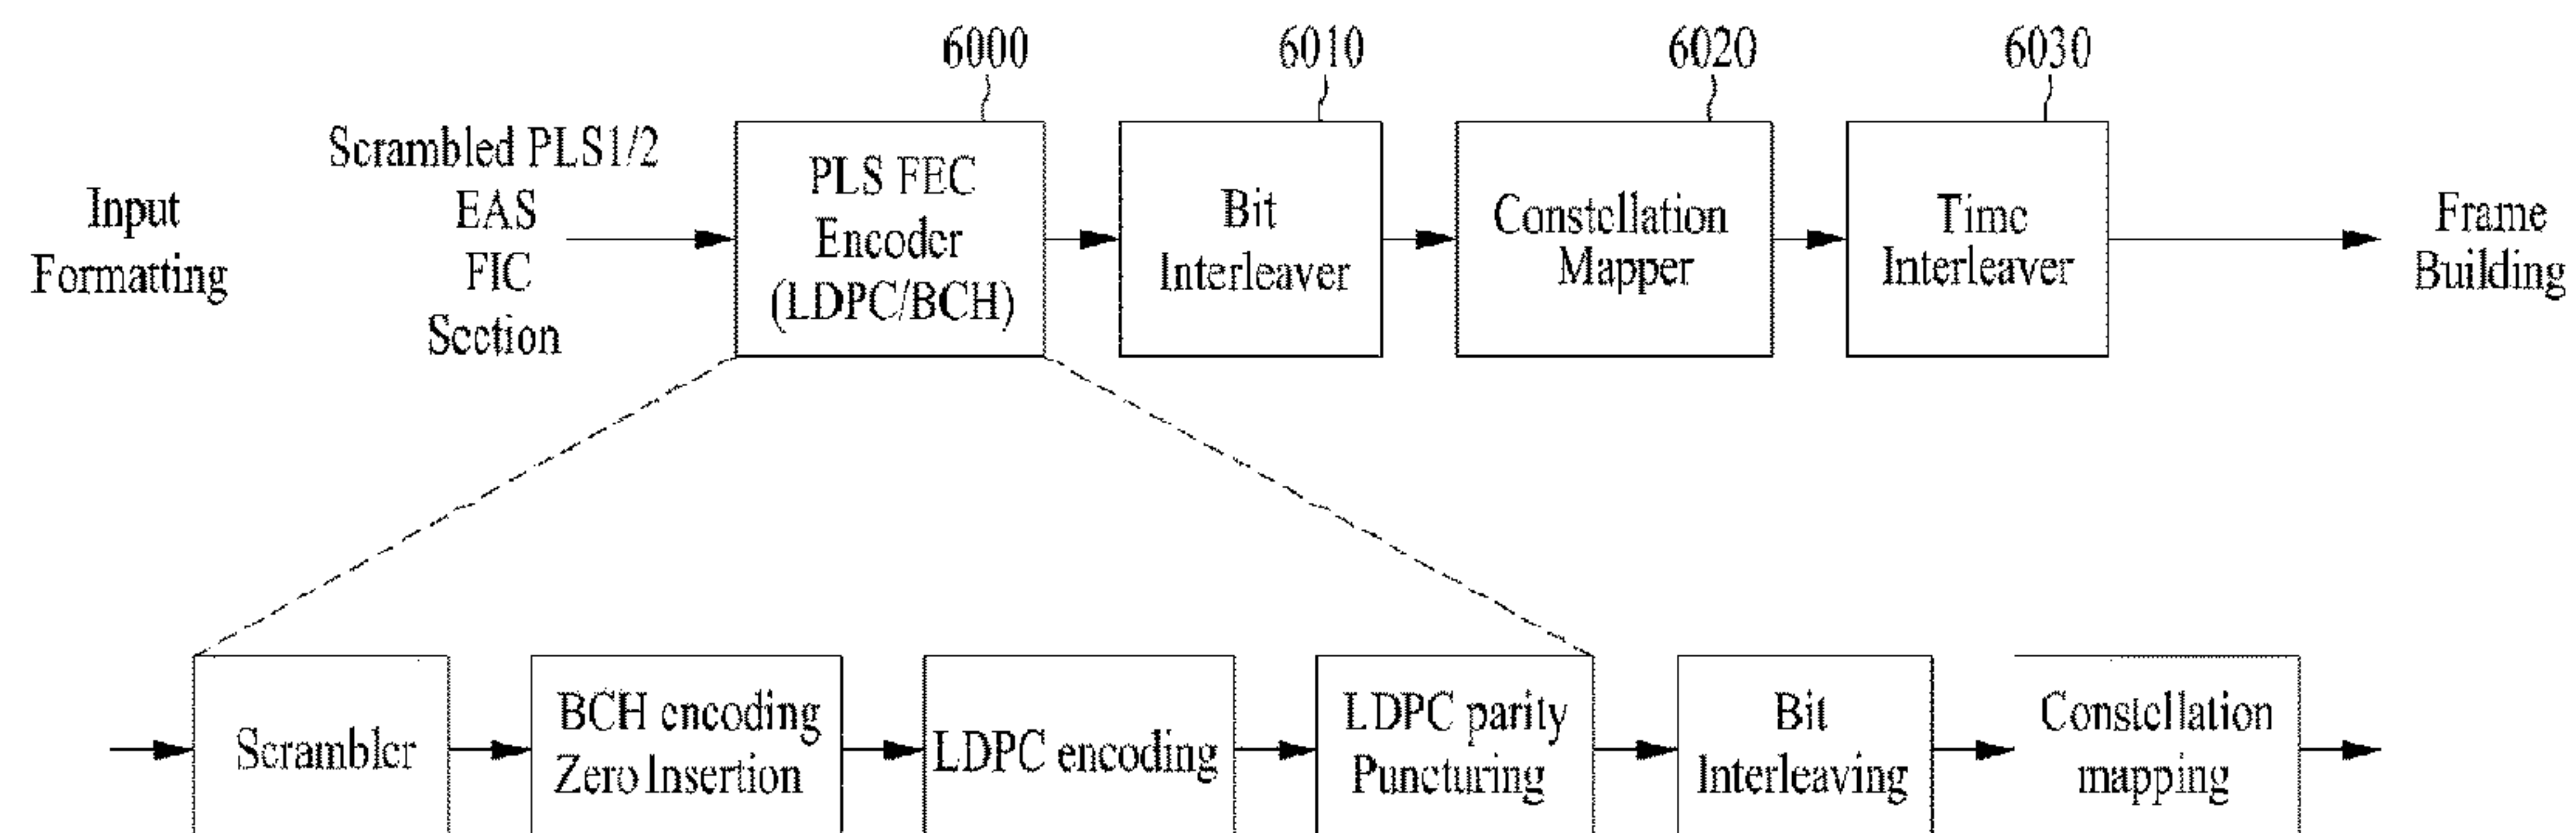 6000
6010
6020
6030
Input
Formatting
Scrambled PLS1/2
EAS
FIC
Section
PLS FEC
Encoder
(LDPC/BCH)
Bit
Interleaver
Constellation
Mapper
Time
Interleaver
Frame
Building
Scrambler
BCH encoding
Zero Insertion
LDPC encoding
LDPC parity
Puncturing
Bit
Interleaving
Constellation
mapping